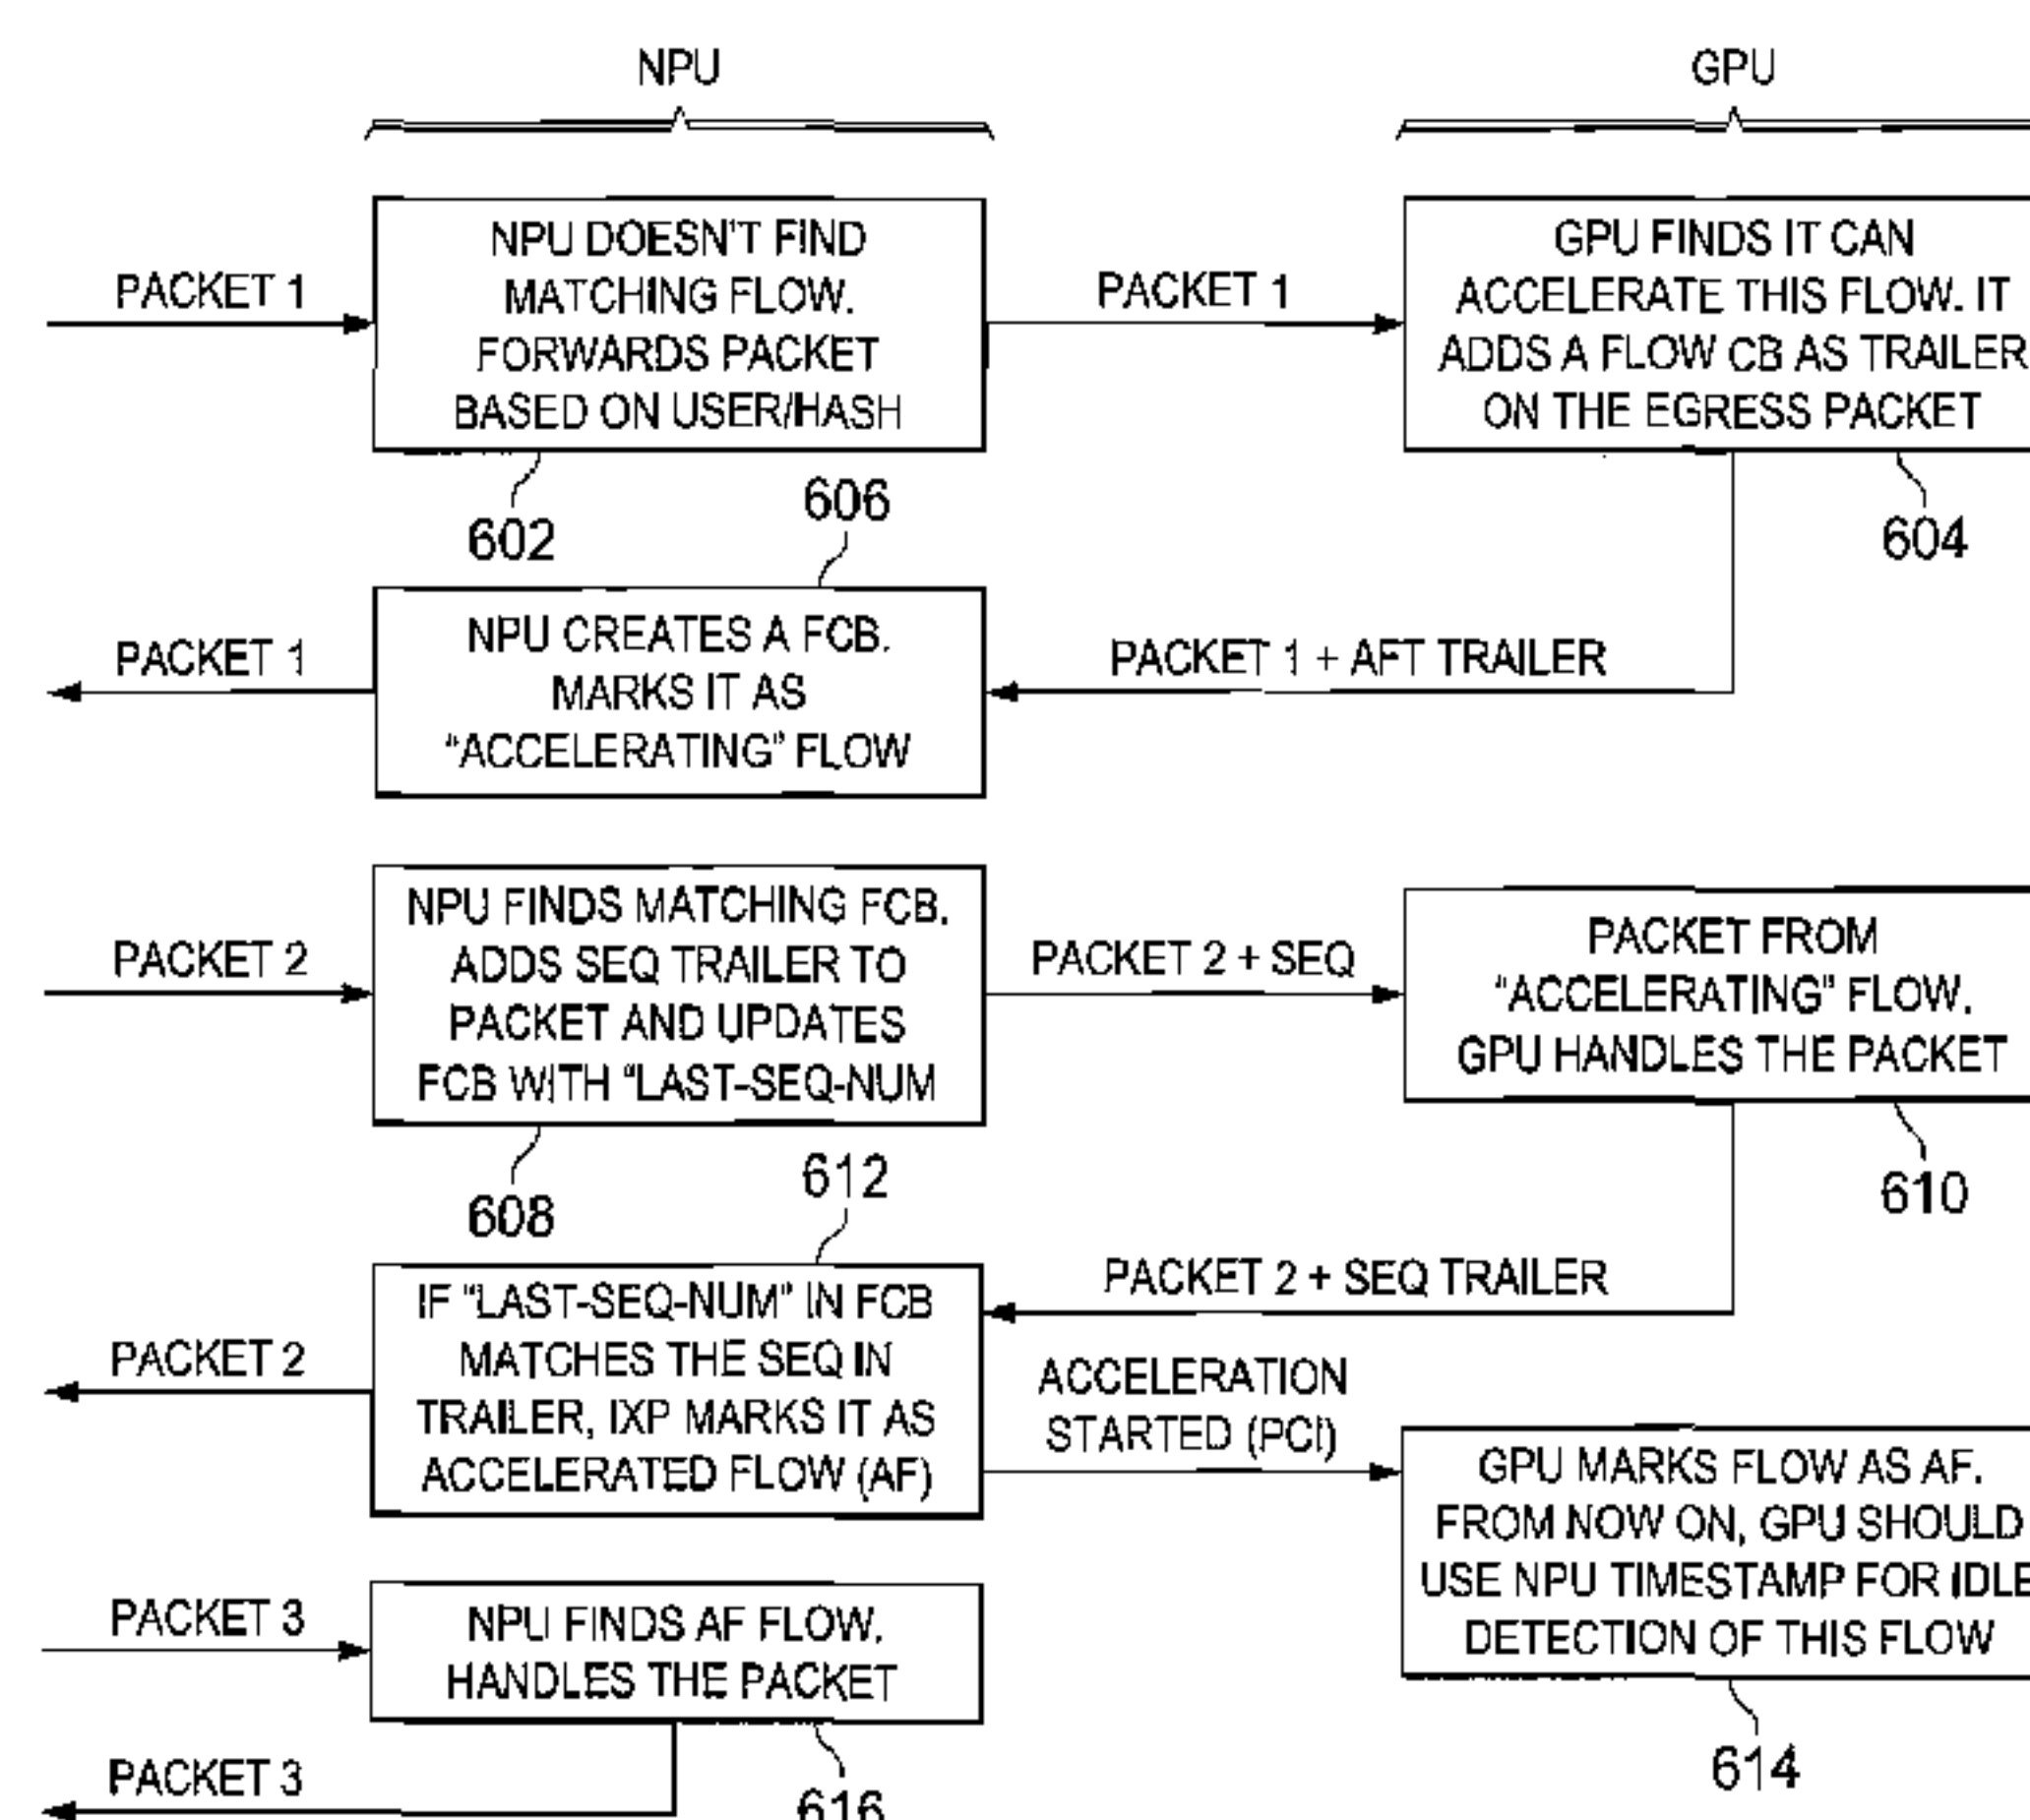 NPU
GPU
PACKET 1
NPU DOESN'T FIND
MATCHING FLOW.
FORWARDS PACKET
BASED ON USER/HASH
602
PACKET 1
GPU FINDS IT CAN
ACCELERATE THIS FLOW. IT
ADDS A FLOW CB AS TRAILER
ON THE EGRESS PACKET
604
606
PACKET 1
NPU CREATES A FCB.
MARKS IT AS
"ACCELERATING" FLOW
PACKET 1 + AFT TRAILER
PACKET 2
NPU FINDS MATCHING FCB.
ADDS SEQ TRAILER TO
PACKET AND UPDATES
FCB WITH "LAST-SEQ-NUM
608
PACKET 2 + SEQ
PACKET FROM
"ACCELERATING" FLOW.
GPU HANDLES THE PACKET
610
612
PACKET 2 + SEQ TRAILER
PACKET 2
IF "LAST-SEQ-NUM" IN FCB
MATCHES THE SEQ IN
TRAILER, IXP MARKS IT AS
ACCELERATED FLOW (AF)
ACCELERATION
STARTED (PCI)
GPU MARKS FLOW AS AF.
FROM NOW ON, GPU SHOULD
USE NPU TIMESTAMP FOR IDLE
DETECTION OF THIS FLOW
614
PACKET 3
NPU FINDS AF FLOW.
HANDLES THE PACKET
616
PACKET 3